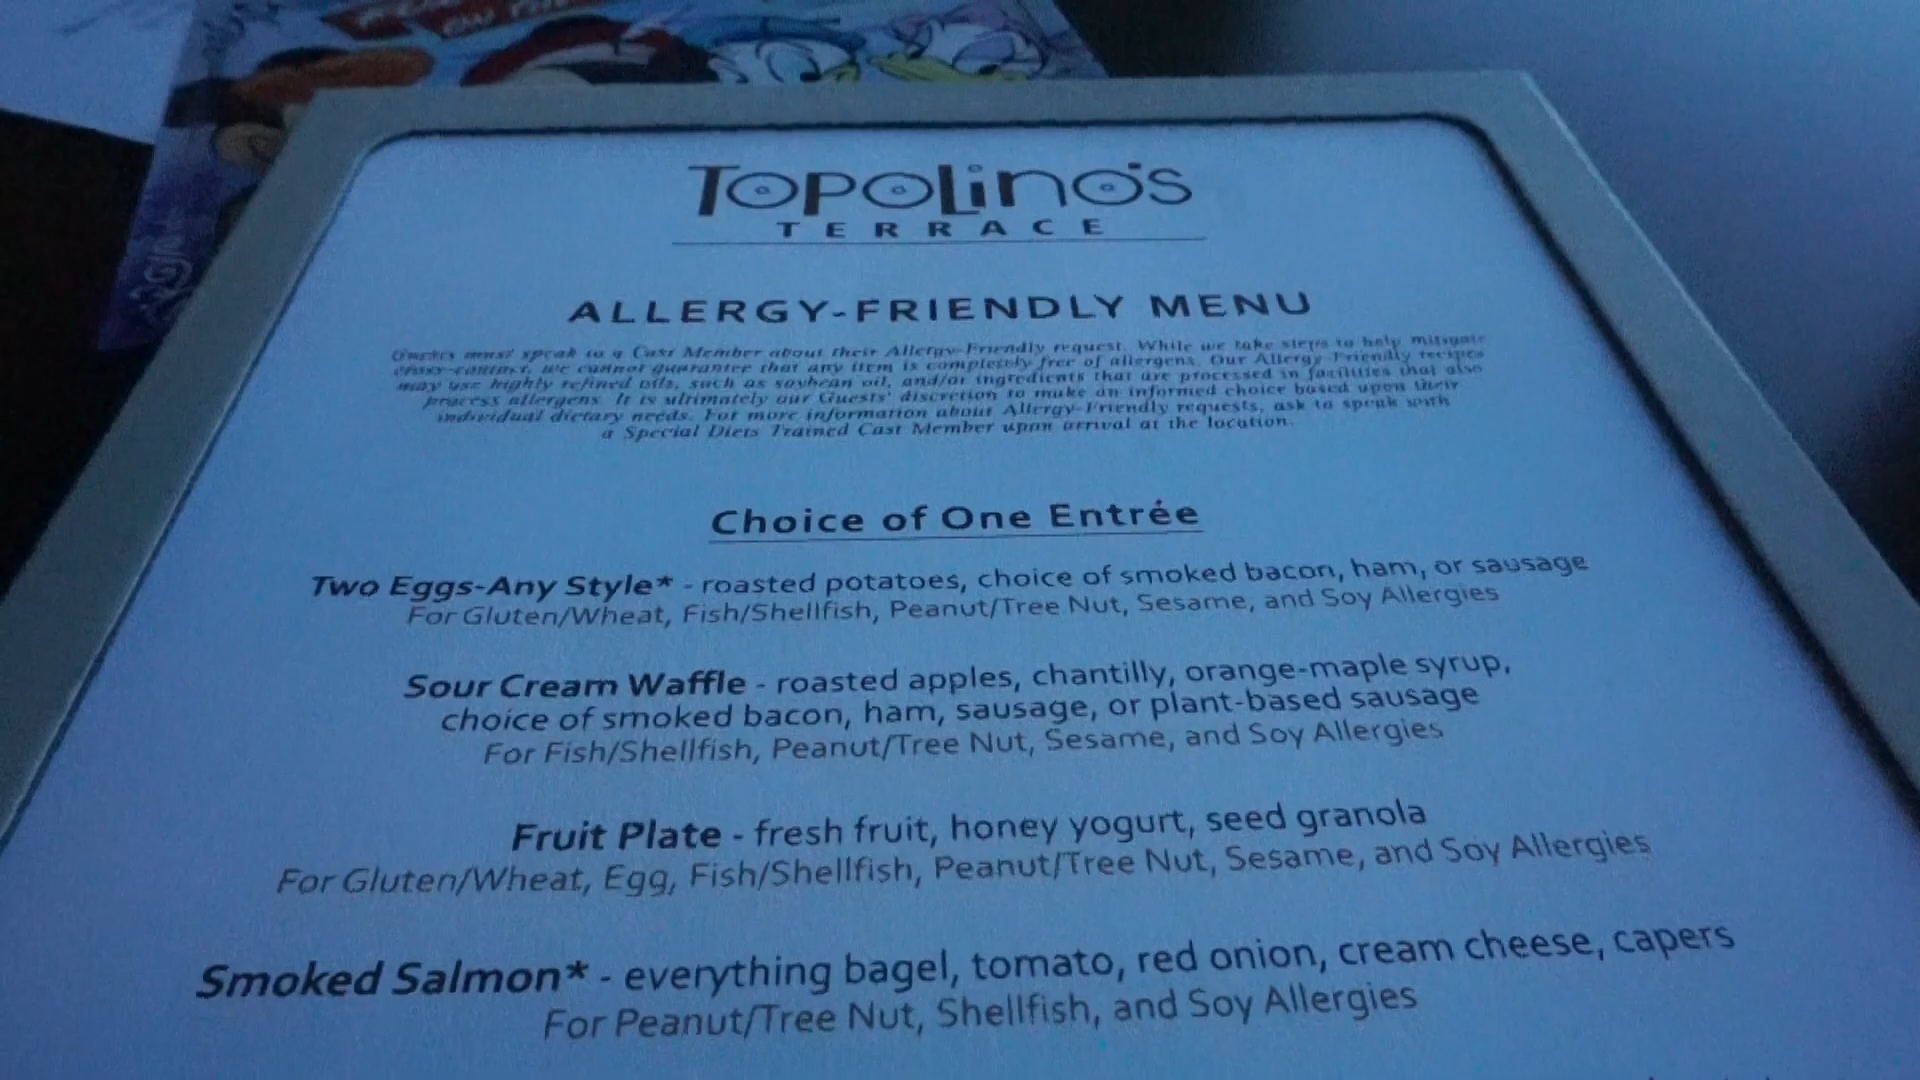 TOPOLINO'S
TERRACE
ALLERGY-FRIENDLY MENU
Guests must speak to a Cast Member about their Allergy-Friendly request. While we take steps to help mitigate
cross-contact, we cannot guarantee that any item is completely free of allergens. Our Allergy-Friendly recipes
may use highly refined oils, such as soybean oil, and/or ingredients that are processed in facilities that also
process allergens. It is ultimately our Guests' discretion to make an informed choice based upon their
individual dietary needs. For more information about Allergy-Friendly requests, ask to speak with
a Special Diets Trained Cast Member upon arrival at the location.
Choice of One Entrée
Two Eggs-Any Style* - roasted potatoes, choice of smoked bacon, ham, or sausage
For Gluten/Wheat, Fish/Shellfish, Peanut/Tree Nut, Sesame, and Soy Allergies
Sour Cream Waffle - roasted apples, chantilly, orange-maple syrup,
choice of smoked bacon, ham, sausage, or plant-based sausage
For Fish/Shellfish, Peanut/Tree Nut, Sesame, and Soy Allergies
Fruit Plate - fresh fruit, honey yogurt, seed granola
For Gluten/Wheat, Egg, Fish/Shellfish, Peanut/Tree Nut, Sesame, and Soy Allergies
Smoked Salmon* - everything bagel, tomato, red onion, cream cheese, capers
For Peanut/Tree Nut, Shellfish, and Soy Allergies